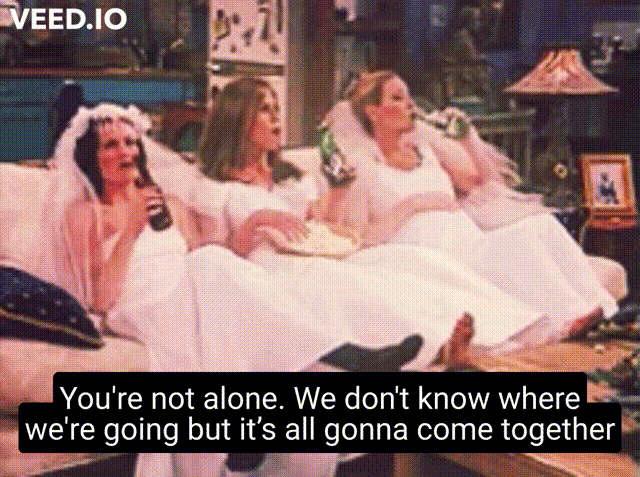 VEED.IO
You're not alone. We don't know where
we're going but it’s all gonna come together